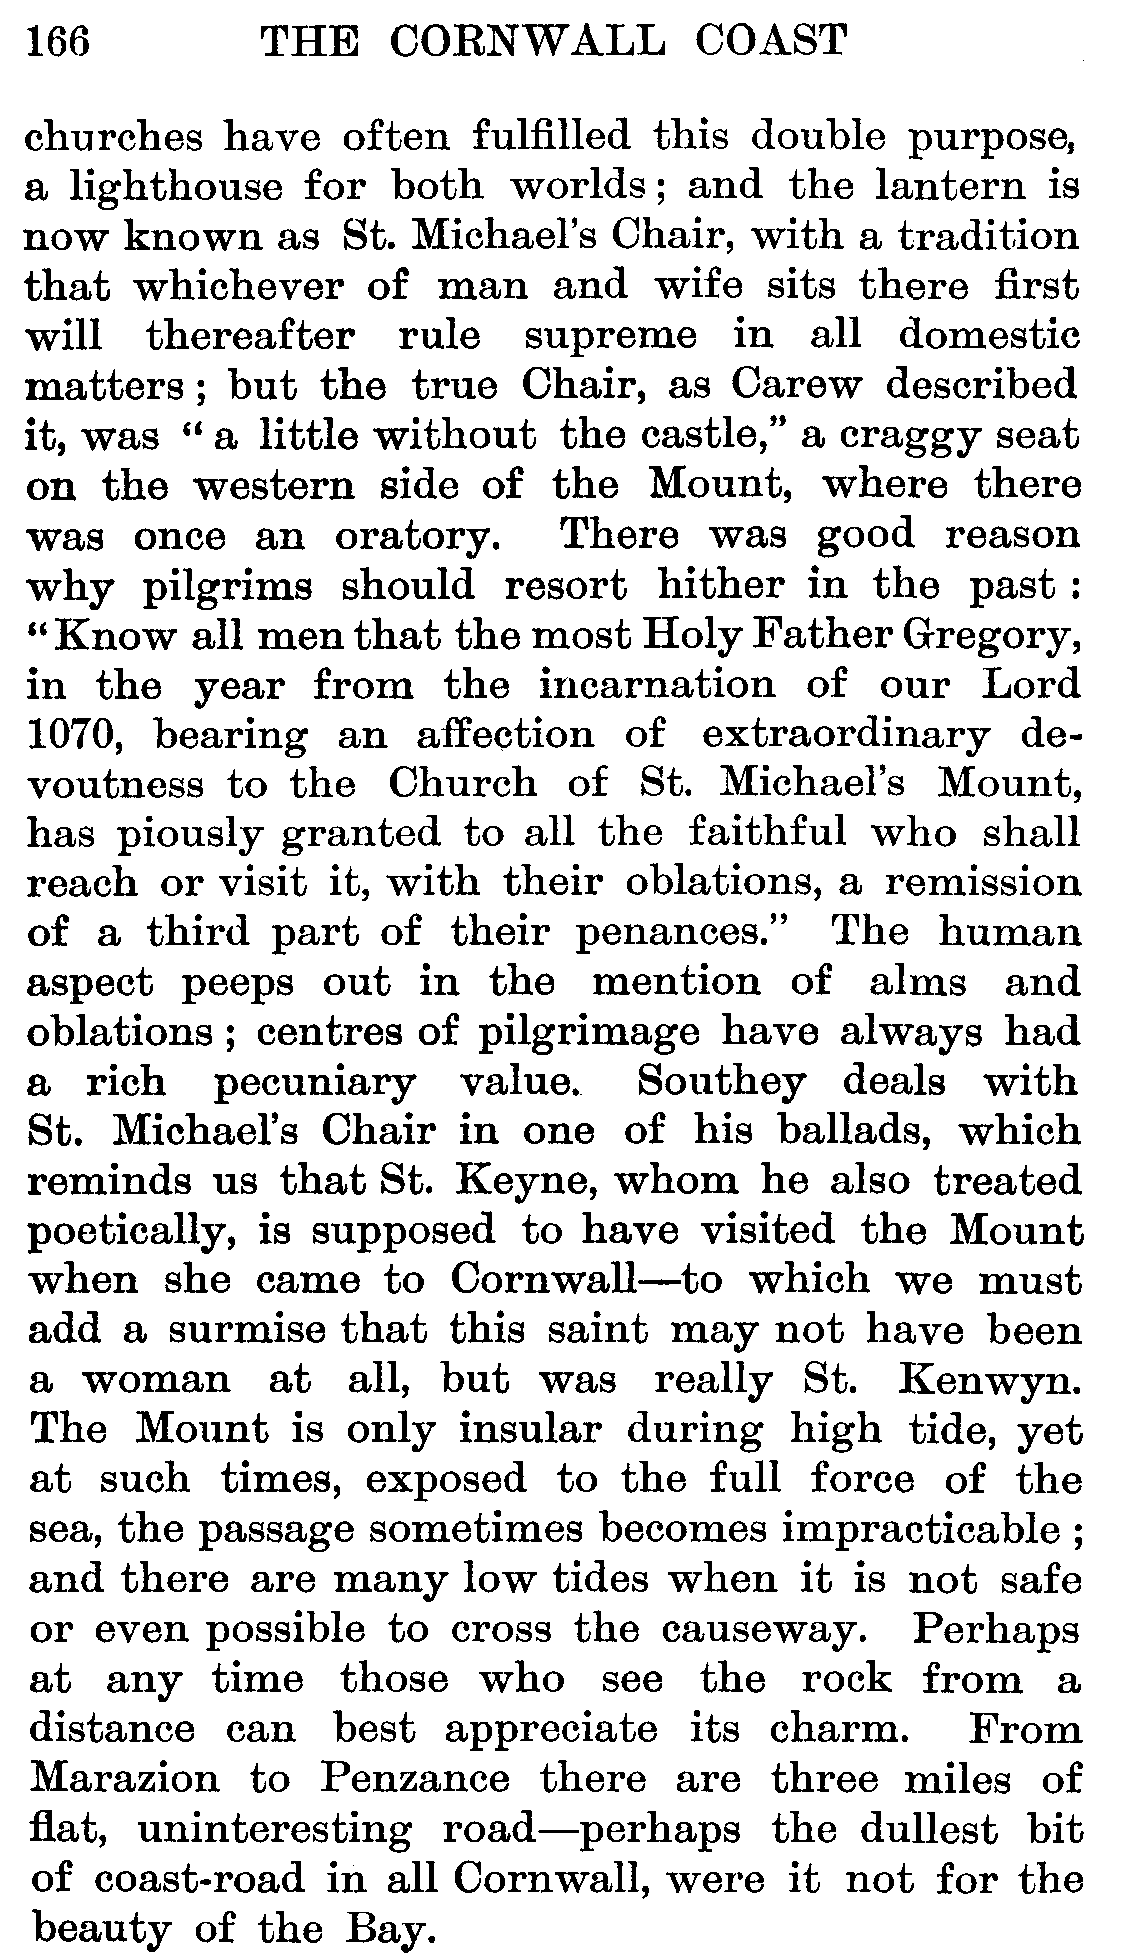 166 THE CORNWALL COAST
churches have often fulfilled this double purpose,
a lighthouse for both worlds ; and the lantern is
now known as St. Michael's Chair, with a tradition
that whichever of man and wife sits there first
will thereafter rule supreme in all domestic
matters ; but the true Chair, as Carew described
it, was “ a little without the castle,” a craggy seat
on the western side of the Mount, where there
was once an oratory. There was good reason
why pilgrims should resort hither in the past :
“Know all men that the most Holy Father Gregory,
in the year from the incarnation of our Lord
1070, bearing an affection of extraordinary de-
voutness to the Church of St. Michael's Mount,
has piously granted to all the faithful who shall
reach or visit it, with their oblations, a remission
of a third part of their penances.” The human
aspect peeps out in the mention of alms and
oblations ; centres of pilgrimage have always had
a rich pecuniary value. Southey deals with
St. Michael's Chair in one of his ballads, which
reminds us that St. Keyne, whom he also treated
poetically, is supposed to have visited the Mount
when she came to Cornwall—to which we must
add a surmise that this saint may not have been
a woman at all, but was really St. Kenwyn.
The Mount is only insular during high tide, yet
at such times, exposed to the full force of the
sea, the passage sometimes becomes impracticable ;
and there are many low tides when it is not safe
or even possible to cross the causeway. Perhaps
at any time those who see the rock from a
distance can best appreciate its charm. From
Marazion to Penzance there are three miles of
flat, uninteresting road—perhaps the dullest bit
of coast-road in all Cornwall, were it not for the
beauty of the Bay.